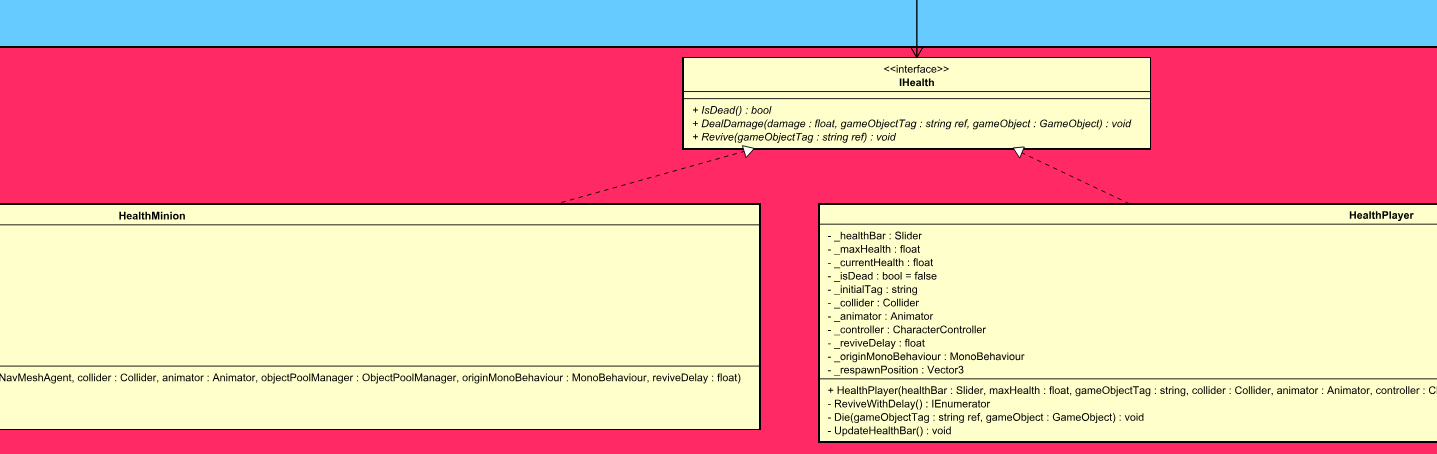 <<interface>>
IHealth
+ IsDead() : bool
+ DealDamage(damage : float, gameObjectTag : string ref, gameObject : GameObject) : void
+ Revive(gameObjectTag : string ref) : void
HealthMinion
NavMeshAgent, collider : Collider, animator : Animator, objectPoolManager : ObjectPoolManager, originMonoBehaviour : MonoBehaviour, reviveDelay : float)
HealthPlayer
- _healthBar : Slider
- _maxHealth : float
- _currentHealth : float
- _isDead : bool = false
- _initialTag : string
- _collider : Collider
- _animator : Animator
- _controller : CharacterController
- _reviveDelay : float
- _originMonoBehaviour : MonoBehaviour
- _respawnPosition : Vector3
+ HealthPlayer(healthBar : Slider, maxHealth : float, gameObjectTag : string, collider : Collider, animator : Animator, controller :
- ReviveWithDelay() : IEnumerator
- Die(gameObjectTag : string ref, gameObject : GameObject) : void
- UpdateHealthBar() : void